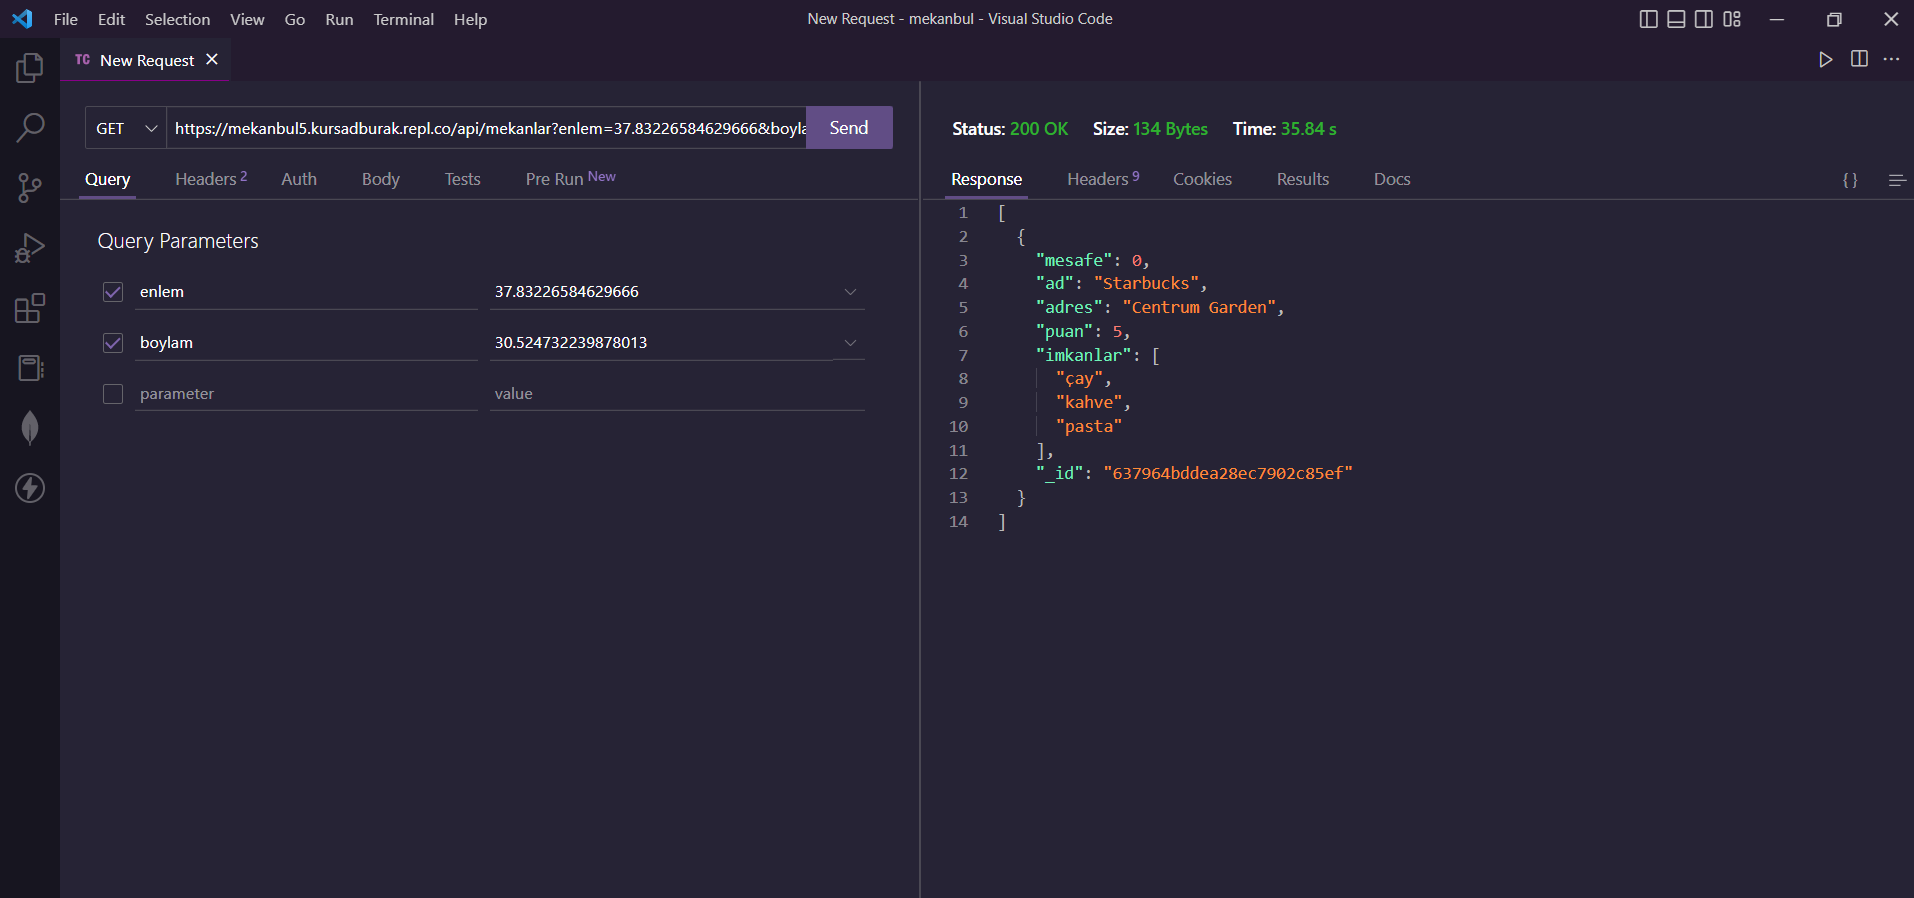 File Edit Selection View Go Run Terminal Help
New Request - mekanbul - Visual Studio Code
TC New Request
GET
https://mekanbul5.kursadburak.repl.co/api/mekanlar?enlem=37.83226584629666&boyla
Send
Query Headers 2 Auth Body Tests Pre Run New
Query Parameters
enlem 37.83226584629666
boylam 30.524732239878013
parameter value
Status: 200 OK Size: 134 Bytes Time: 35.84 s
Response Headers 9 Cookies Results Docs {}
1 [
2 {
3 "mesafe": 0,
4 "ad": "Starbucks",
5 "adres": "Centrum Garden",
6 "puan": 5,
7 "imkanlar": [
8 "çay",
9 "kahve",
10 "pasta"
11 ],
12 "_id": "637964bddea28ec7902c85ef"
13 }
14 ]